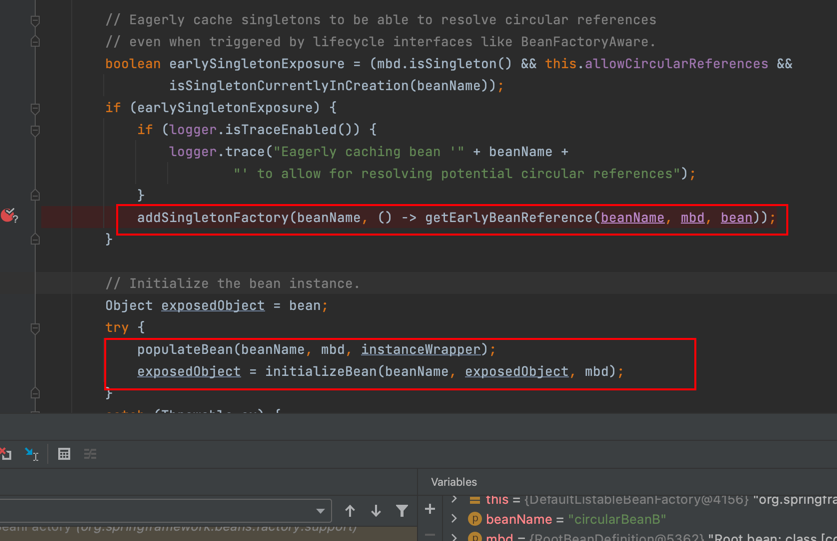 // Eagerly cache singletons to be able to resolve circular references
// even when triggered by lifecycle interfaces like BeanFactoryAware.
boolean earlySingletonExposure = (mbd.isSingleton() && this.allowCircularReferences &&
isSingletonCurrentlyInCreation(beanName));
if (earlySingletonExposure) {
if (logger.isTraceEnabled()) {
logger.trace("Eagerly caching bean '" + beanName +
"' to allow for resolving potential circular references");
}
addSingletonFactory(beanName, () -> getEarlyBeanReference(beanName, mbd, bean));
}
// Initialize the bean instance.
Object exposedObject = bean;
try {
populateBean(beanName, mbd, instanceWrapper);
exposedObject = initializeBean(beanName, exposedObject, mbd);
}
catch (Throwable ex) {
Variables
this = {DefaultListableBeanFactory@4156} "org.springfra
eanFactory (org.springframework.beans.factory.support)
beanName = "circularBeanB"
mbd = {RootBeanDefinition@5362} "Root bean: class [co